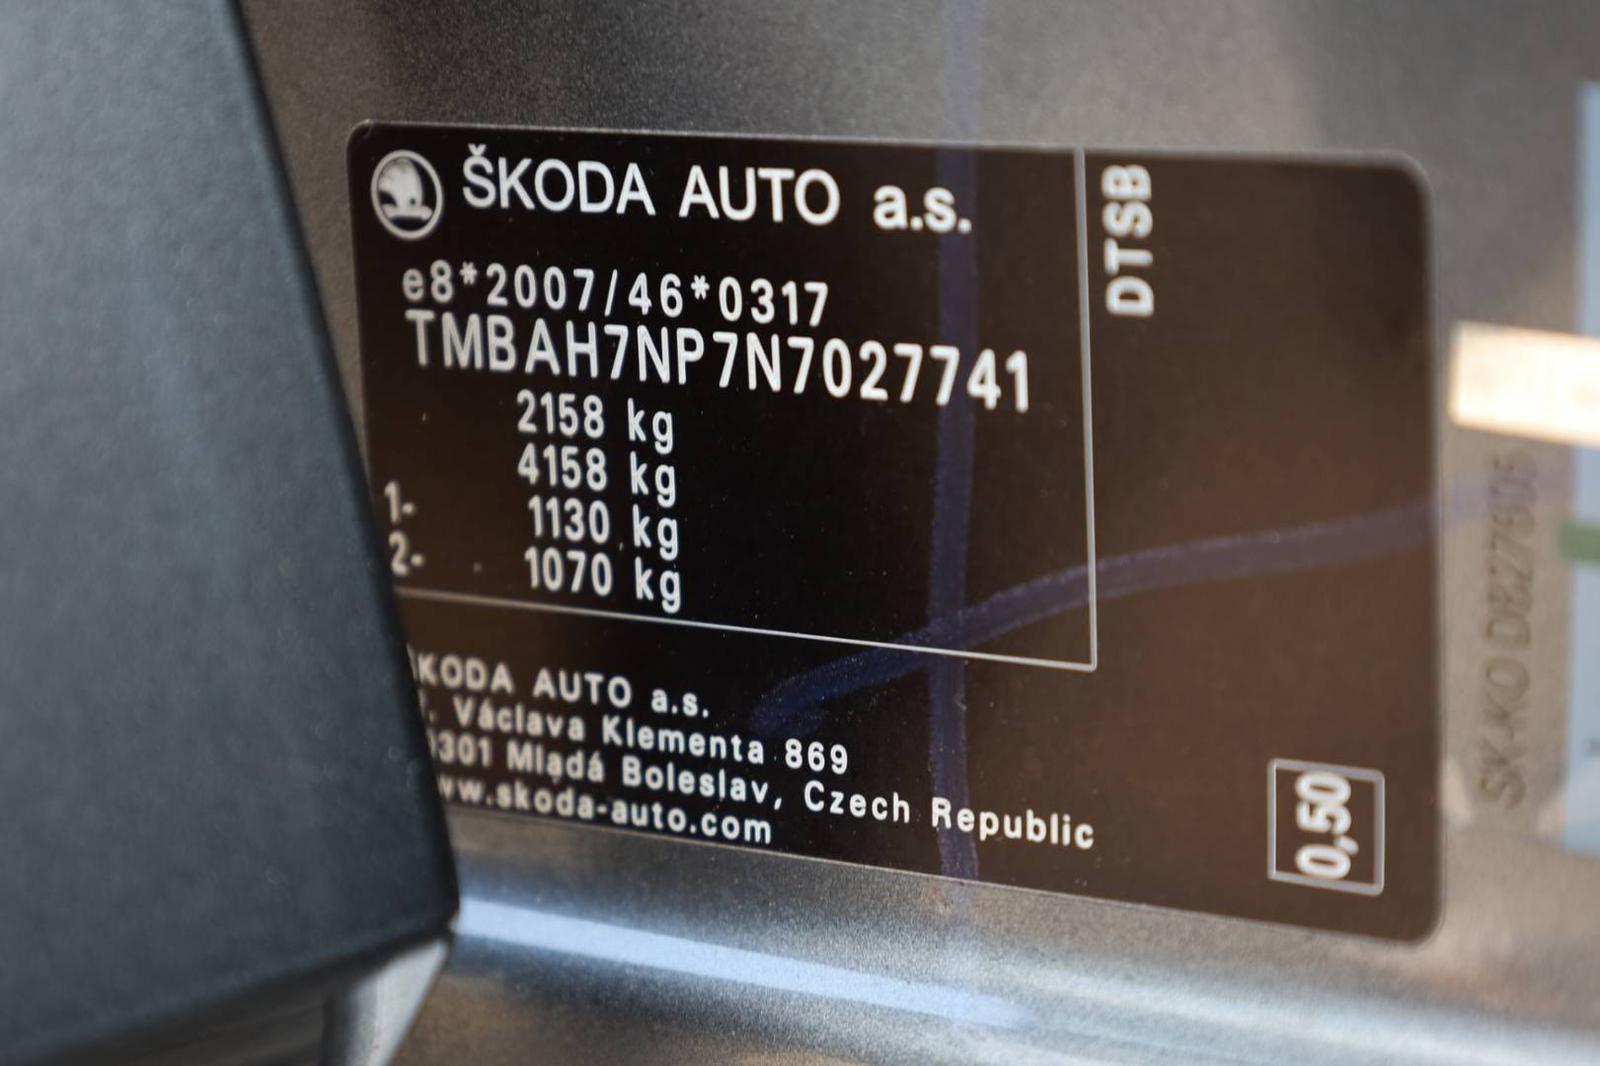 ŠKODA AUTO a.s.
e8*2007/46*0317
TMBAH7NP7N7027741
2158 kg
4158 kg
1- 1130 kg
2- 1070 kg
DTSB
KODA AUTO a.s.
Václava Klementa 869
301 Mladá Boleslav, Czech Republic
www.skoda-auto.com
0,50